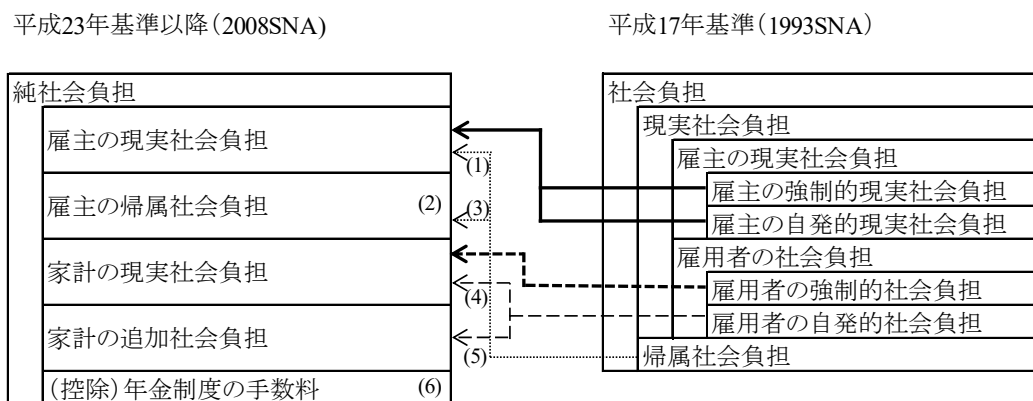 平成23年基準以降(2008SNA)
純社会負担
雇主の現実社会負担
(1)
雇主の帰属社会負担 (2)
(3)
家計の現実社会負担
(4)
家計の追加社会負担
(5)
(控除)年金制度の手数料 (6)
平成17年基準(1993SNA)
社会負担
現実社会負担
雇主の現実社会負担
雇主の強制的現実社会負担
雇主の自発的現実社会負担
雇用者の社会負担
雇用者の強制的社会負担
雇用者の自発的社会負担
帰属社会負担